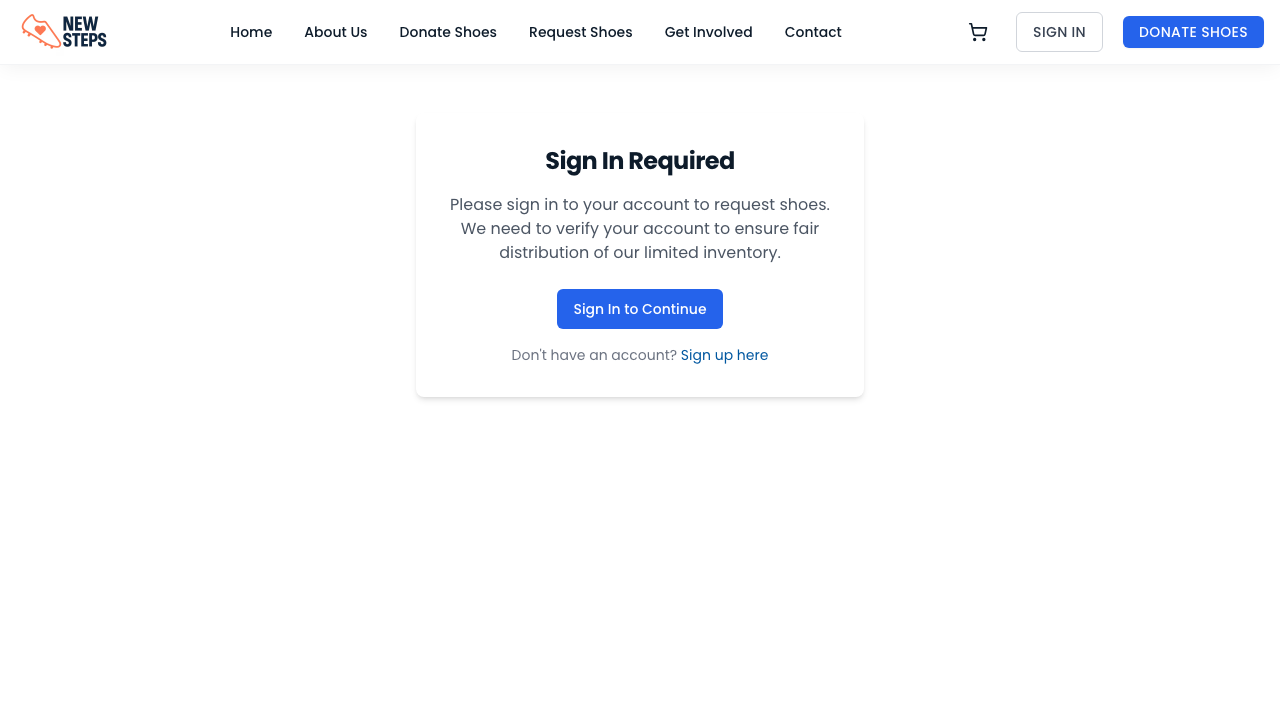 NEW
STEPS
Home
About Us
Donate Shoes
Request Shoes
Get Involved
Contact
SIGN IN
DONATE SHOES
Sign In Required
Please sign in to your account to request shoes.
We need to verify your account to ensure fair
distribution of our limited inventory.
Sign In to Continue
Don't have an account? Sign up here